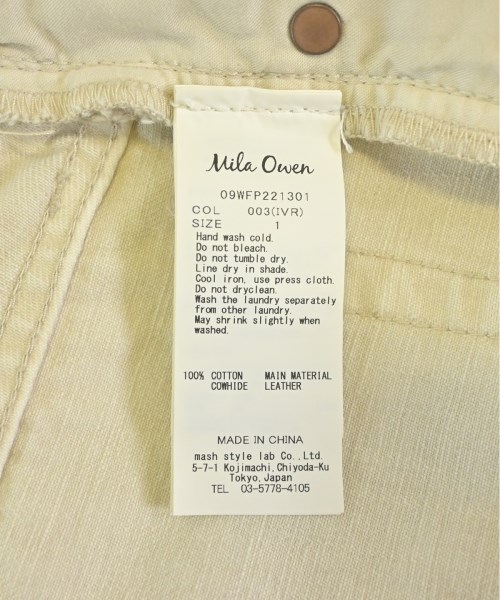 Mila Owen
09WFP221301
COL 003(IVR)
SIZE 1
Hand wash cold.
Do not bleach.
Do not tumble dry.
Line dry in shade.
Cool iron, use press cloth.
Do not dryclean.
Wash the laundry separately
from other laundry.
May shrink slightly when
washed.
100% COTTON MAIN MATERIAL
COWHIDE LEATHER
MADE IN CHINA
mash style lab Co.,Ltd.
5-7-1 Kojimachi,Chiyoda-Ku
Tokyo,Japan
TEL 03-5778-4105